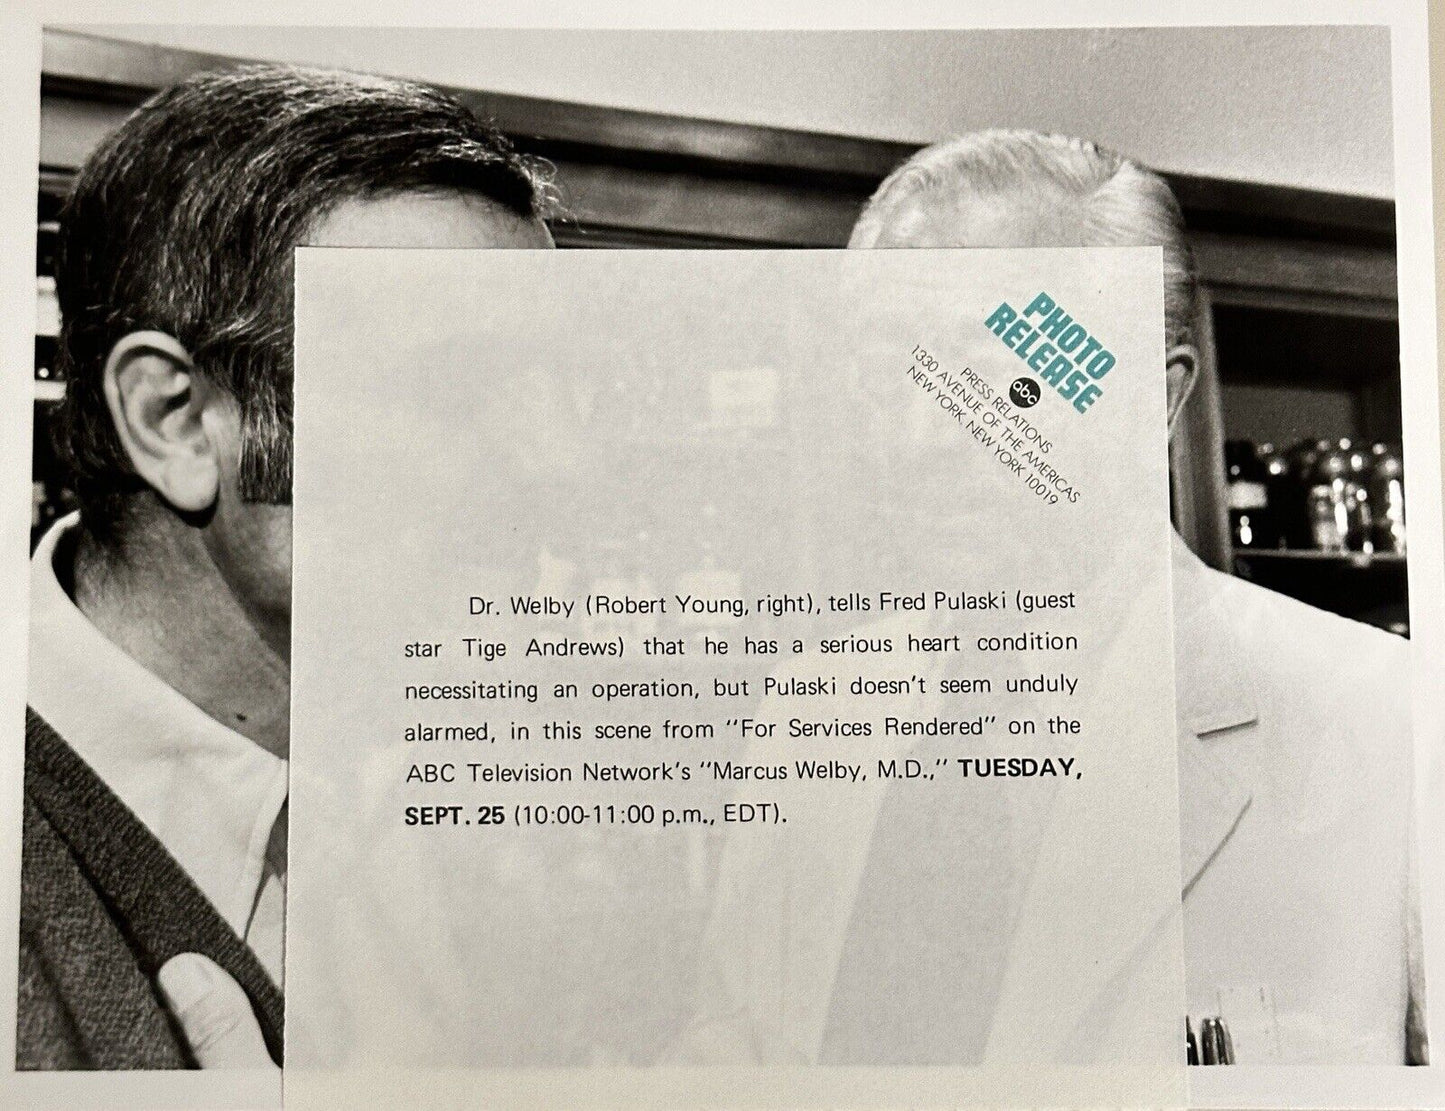 PHOTO
RELEASE
abc
PRESS RELATIONS
1330 AVENUE OF THE AMERICAS
NEW YORK, NEW YORK 10019
Dr. Welby (Robert Young, right), tells Fred Pulaski (guest
star Tige Andrews) that he has a serious heart condition
necessitating an operation, but Pulaski doesn't seem unduly
alarmed, in this scene from "For Services Rendered" on the
ABC Television Network's "Marcus Welby, M.D.," TUESDAY,
SEPT. 25 (10:00-11:00 p.m., EDT).